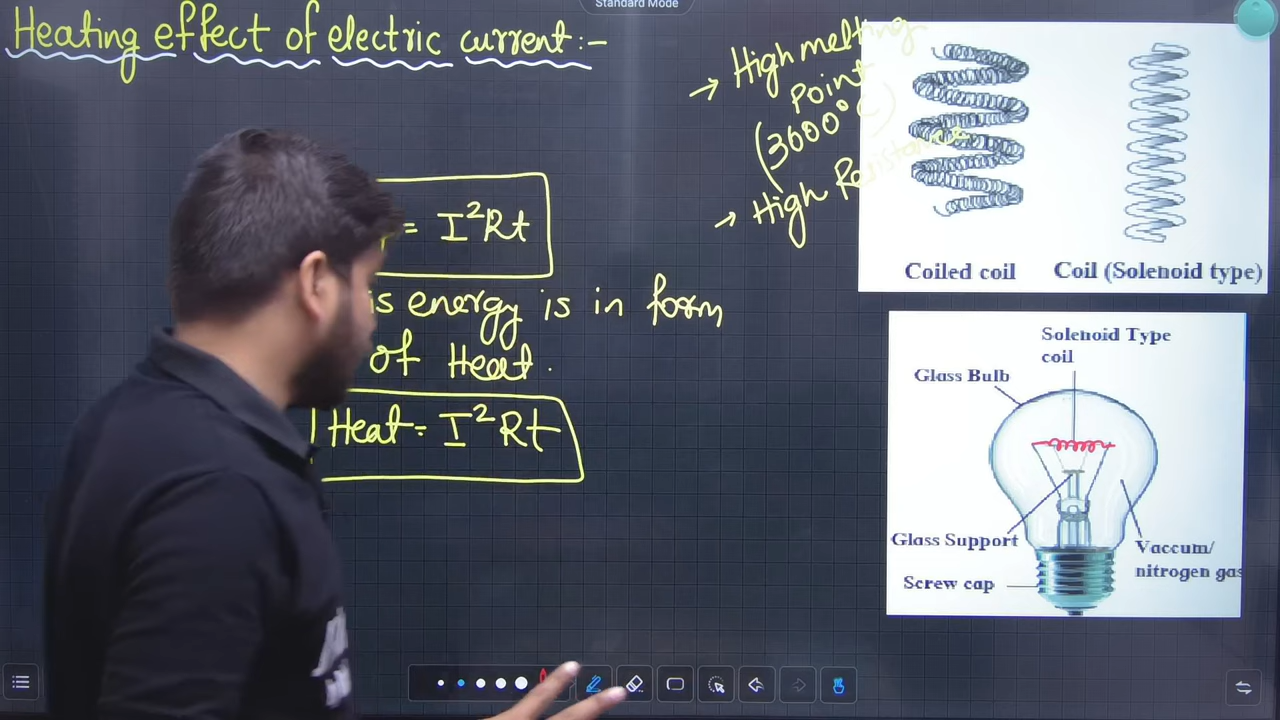 Standard Mode
Heating effect of electric current:-
→ High melting
Point
(3000°C)
→ High Resistance
= I²Rt
is energy is in form
of Heat.
Heat = I²Rt
Coiled coil
Coil (Solenoid type)
Solenoid Type
coil
Glass Bulb
Glass Support
Screw cap
Vaccum/
nitrogen gas